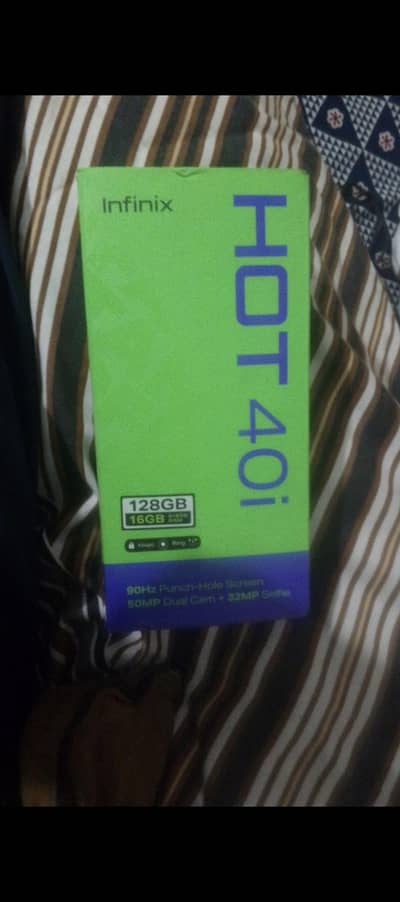 Infinix
HOT 40i
128GB
16GB
90Hz Punch-Hole Screen
50MP Dual Cam + 32MP Selfie